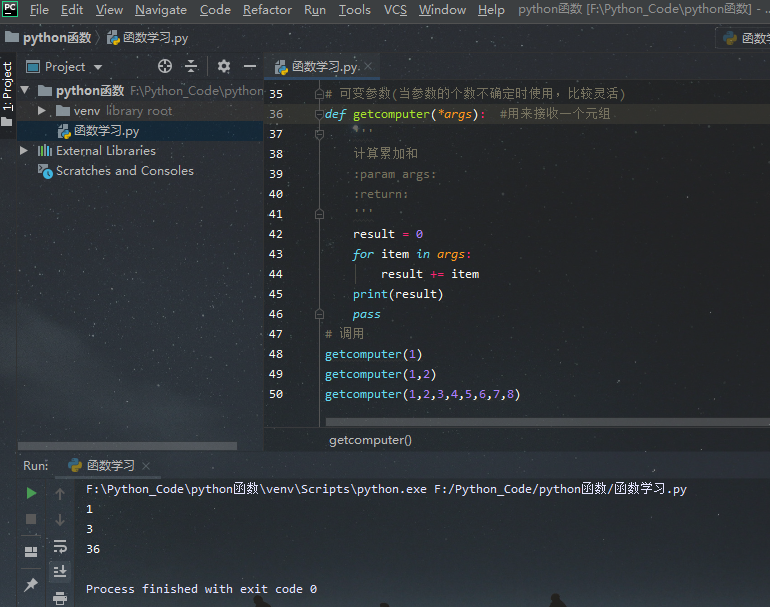 File Edit View Navigate Code Refactor Run Tools VCS Window Help python函数 [F:\Python_Code\python函数] - ..
python函数 函数学习.py 函数学
1: Project
Project
函数学习.py
python函数 F:\Python_Code\python
venv library root
函数学习.py
External Libraries
Scratches and Consoles
35 # 可变参数(当参数的个数不确定时使用，比较灵活)
36 def getcomputer(*args): #用来接收一个元组
37 '''
38 计算累加和
39 :param args:
40 :return:
41 '''
42 result = 0
43 for item in args:
44 result += item
45 print(result)
46 pass
47 # 调用
48 getcomputer(1)
49 getcomputer(1,2)
50 getcomputer(1,2,3,4,5,6,7,8)
getcomputer()
Run: 函数学习
F:\Python_Code\python函数\venv\Scripts\python.exe F:/Python_Code/python函数/函数学习.py
1
3
36
Process finished with exit code 0